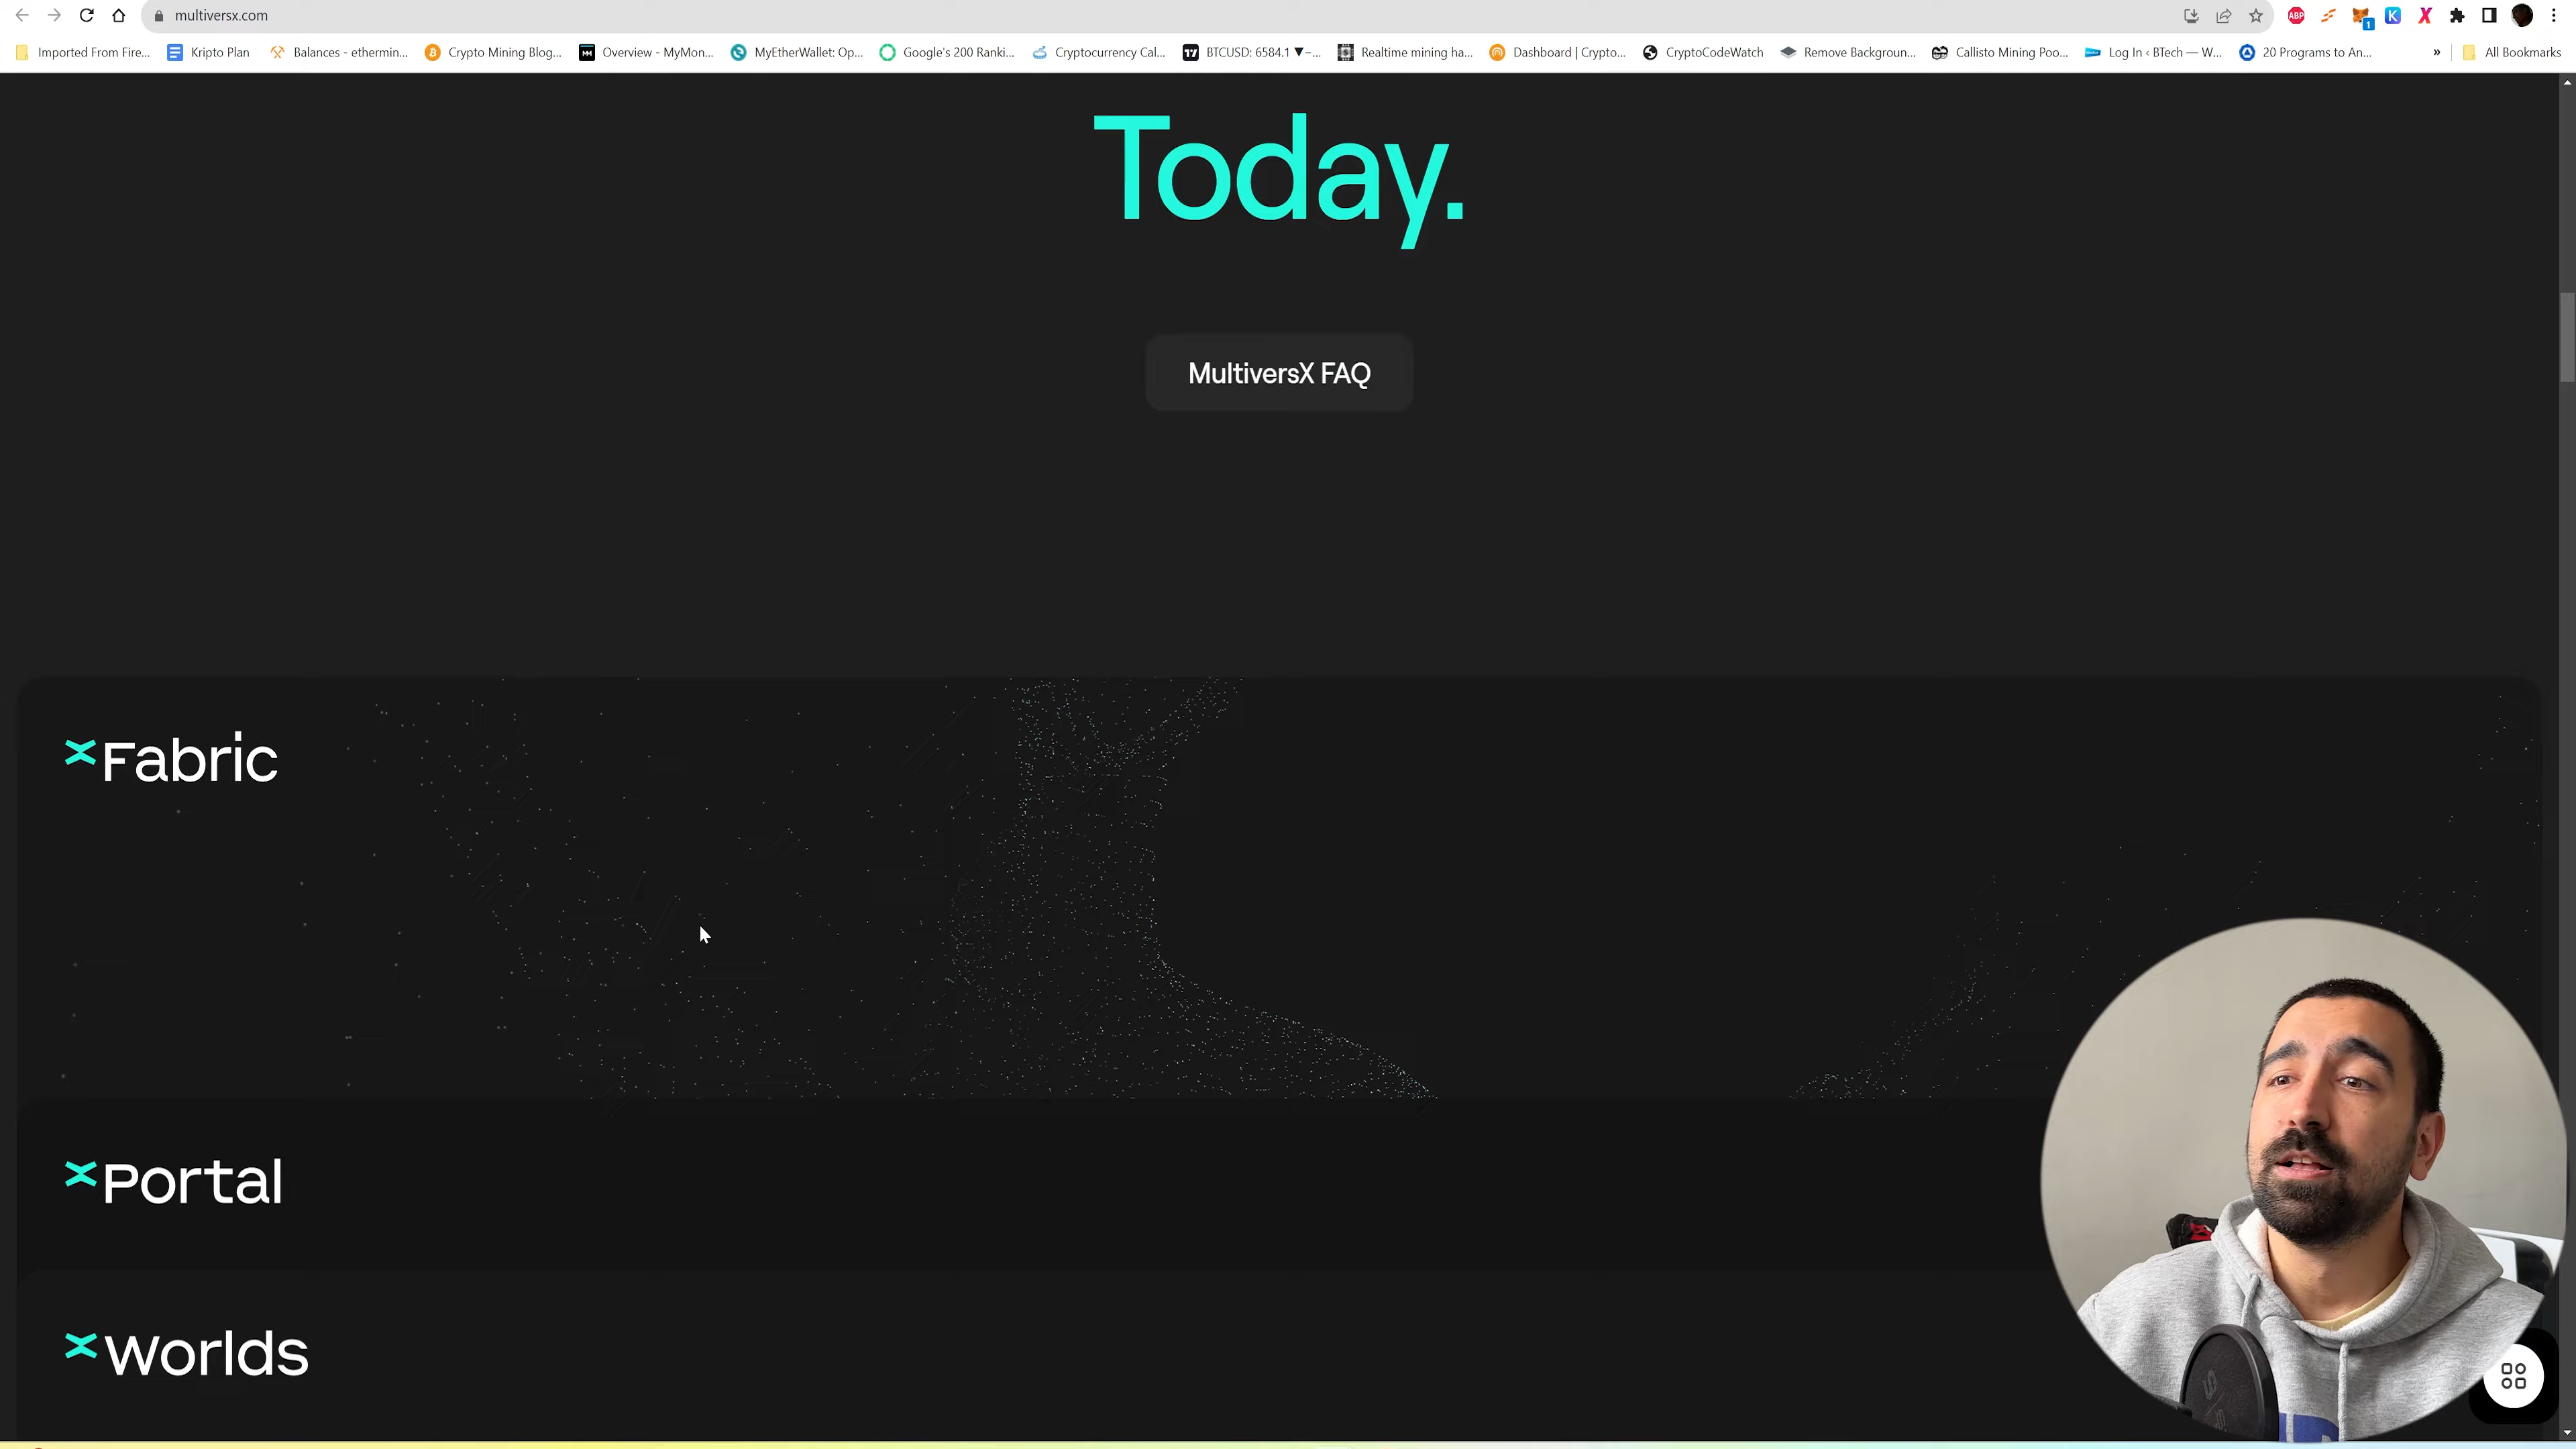 multiversx.com
ABP
1
K
X
Imported From Fire...
Kripto Plan
Balances - ethermin...
Crypto Mining Blog...
Overview - MyMon...
MyEtherWallet: Op...
Google's 200 Ranki...
Cryptocurrency Cal...
BTCUSD: 6584.1 ▼−...
Realtime mining ha...
Dashboard | Crypto...
CryptoCodeWatch
Remove Backgroun...
Callisto Mining Poo...
Log In ‹ BTech — W...
20 Programs to An...
»
All Bookmarks
Today.
MultiversX FAQ
Fabric
Portal
Worlds